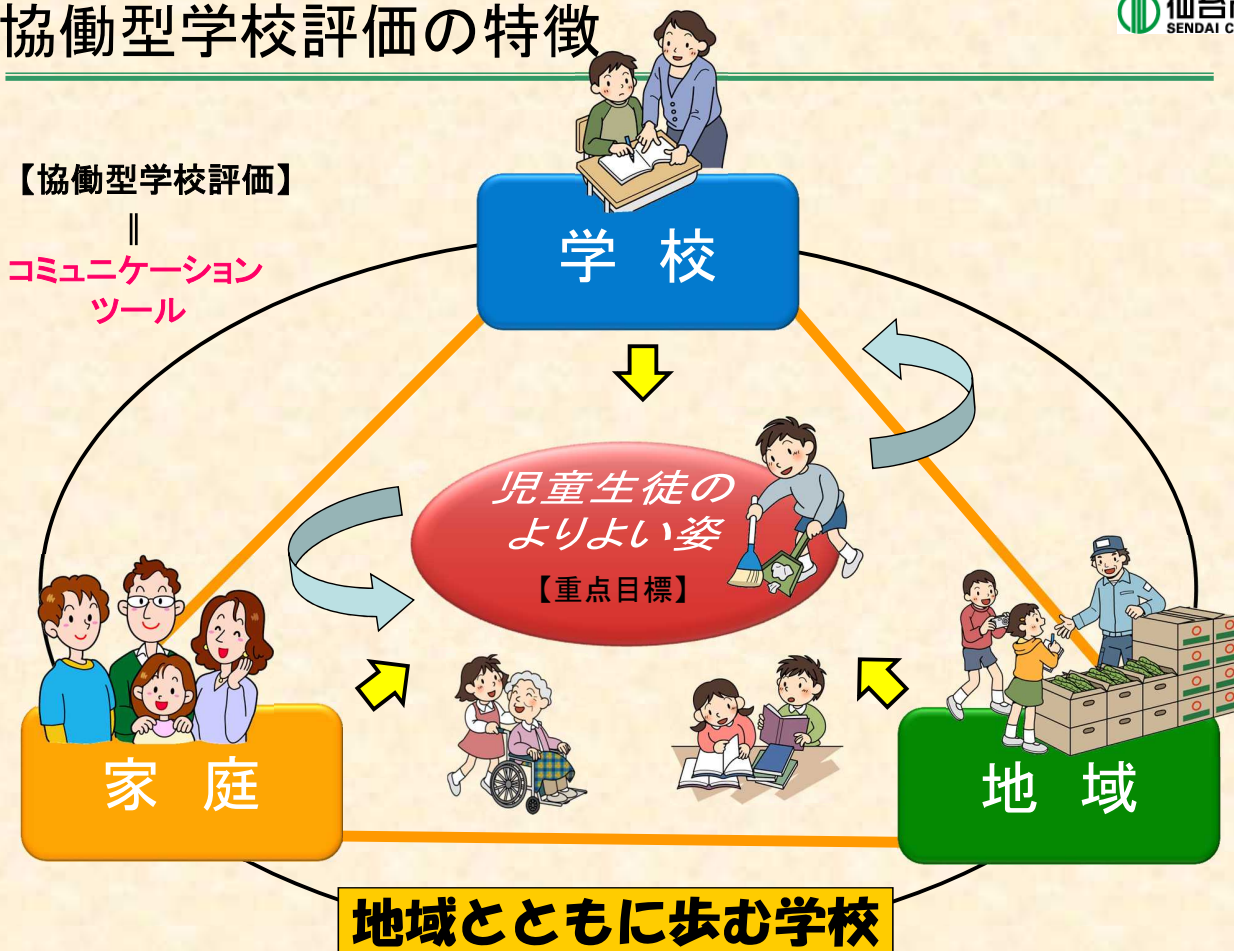 協働型学校評価の特徴
仙台
SENDAI C
【協働型学校評価】
||
コミュニケーション
ツール
学 校
児童生徒の
よりよい姿
【重点目標】
家 庭
地 域
地域とともに歩む学校